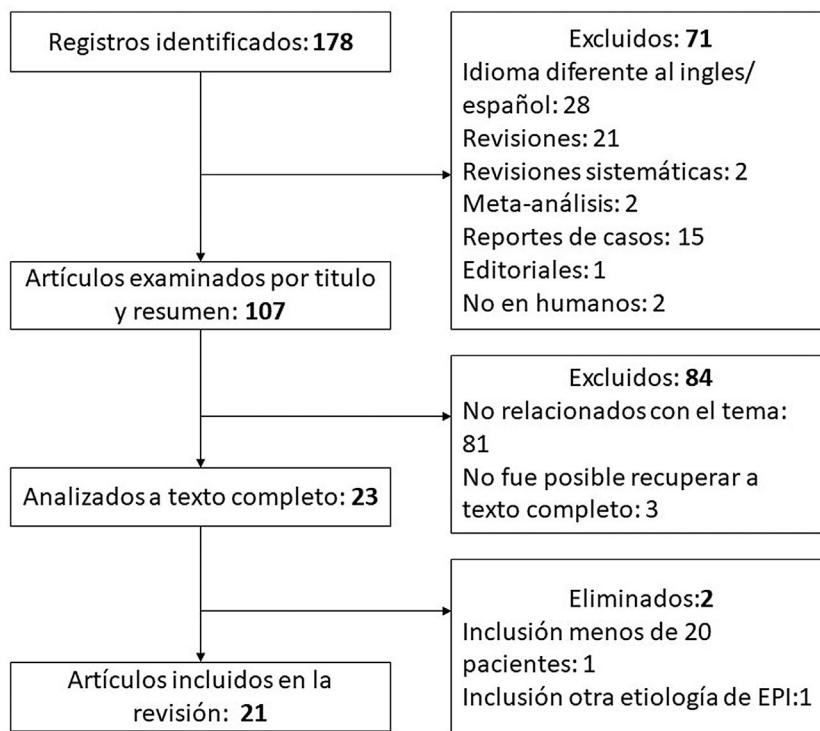 Registros identificados: 178
Excluidos: 71
Idioma diferente al ingles/
español: 28
Revisiones: 21
Revisiones sistemáticas: 2
Meta-análisis: 2
Reportes de casos: 15
Editoriales: 1
No en humanos: 2
Artículos examinados por titulo
y resumen: 107
Excluidos: 84
No relacionados con el tema:
81
No fue posible recuperar a
texto completo: 3
Analizados a texto completo: 23
Eliminados:2
Inclusión menos de 20
pacientes: 1
Inclusión otra etiología de EPI:1
Artículos incluidos en la
revisión: 21